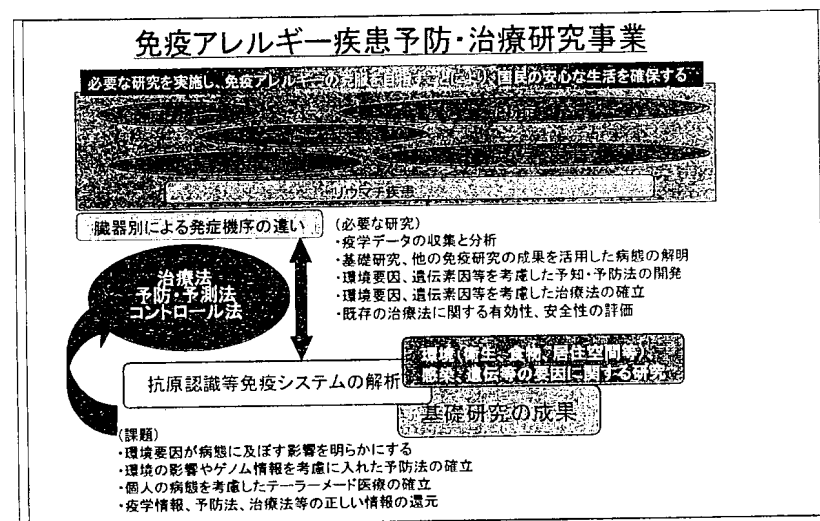 免疫アレルギー疾患予防・治療研究事業
必要な研究を実施し、免疫アレルギーの克服を目指すことにより、国民の安心な生活を確保する
リウマチ疾患
臓器別による発症機序の違い
(必要な研究)
・疫学データの収集と分析
・基礎研究、他の免疫研究の成果を活用した病態の解明
・環境要因、遺伝素因等を考慮した予知・予防法の開発
・環境要因、遺伝素因等を考慮した治療法の確立
・既存の治療法に関する有効性、安全性の評価
治療法
予防・予測法
コントロール法
環境(衛生、食物、居住空間等)、
感染、遺伝等の要因に関する研究
抗原認識等免疫システムの解析
基礎研究の成果
(課題)
・環境要因が病態に及ぼす影響を明らかにする
・環境の影響やゲノム情報を考慮に入れた予防法の確立
・個人の病態を考慮したテーラーメード医療の確立
・疫学情報、予防法、治療法等の正しい情報の還元